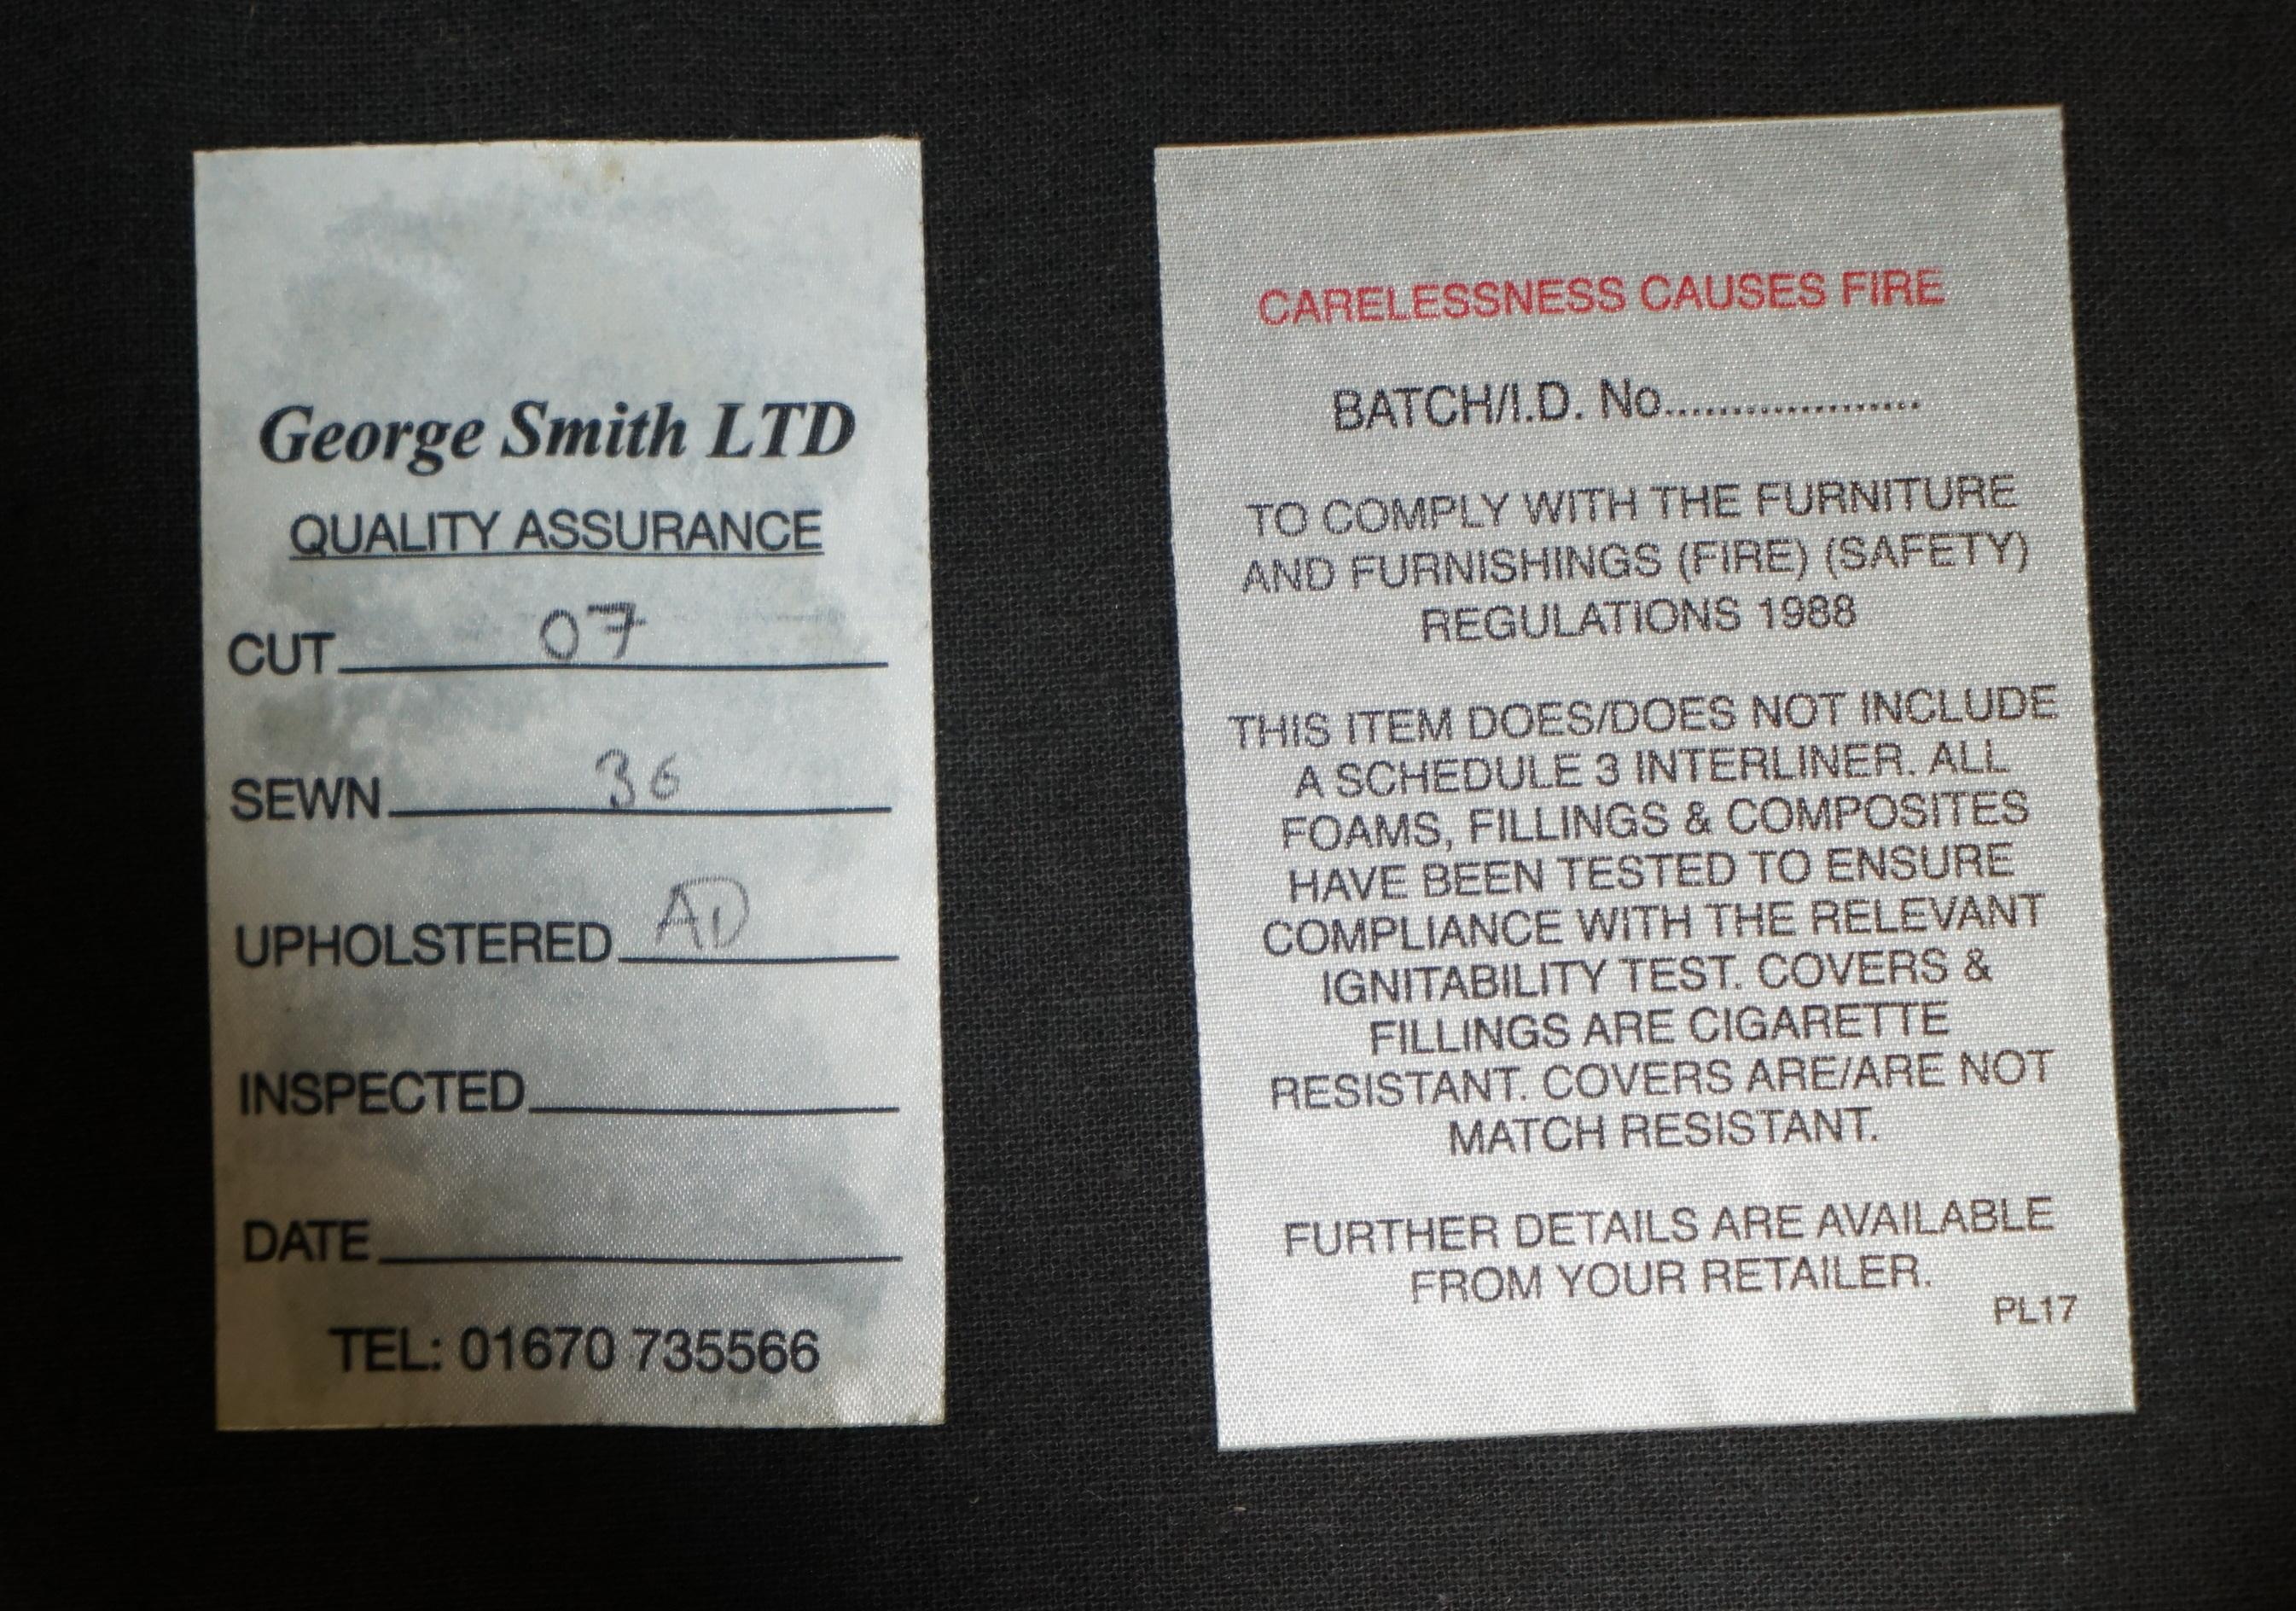 George Smith LTD
QUALITY ASSURANCE
CUT 07
SEWN 36
UPHOLSTERED AD
INSPECTED
DATE
TEL: 01670 735566
CARELESSNESS CAUSES FIRE
BATCH/I.D. No....................
TO COMPLY WITH THE FURNITURE
AND FURNISHINGS (FIRE) (SAFETY)
REGULATIONS 1988
THIS ITEM DOES/DOES NOT INCLUDE
A SCHEDULE 3 INTERLINER. ALL
FOAMS, FILLINGS & COMPOSITES
HAVE BEEN TESTED TO ENSURE
COMPLIANCE WITH THE RELEVANT
IGNITABILITY TEST. COVERS &
FILLINGS ARE CIGARETTE
RESISTANT. COVERS ARE/ARE NOT
MATCH RESISTANT.
FURTHER DETAILS ARE AVAILABLE
FROM YOUR RETAILER.
PL17